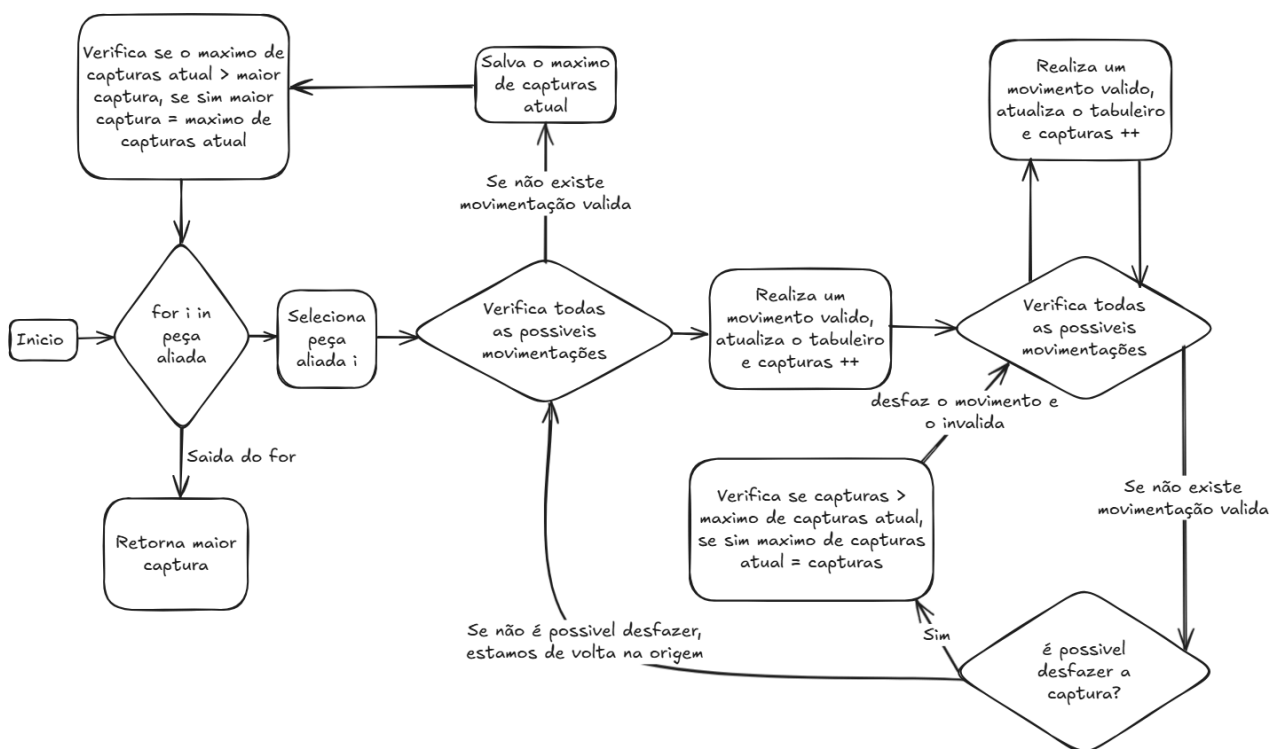 Verifica se o maximo de
capturas atual > maior
captura, se sim maior
captura = maximo de
capturas atual
Salva o maximo
de capturas
atual
Realiza um
movimento valido,
atualiza o tabuleiro
e capturas ++
Se não existe
movimentação valida
Inicio
for i in
peça
aliada
Seleciona
peça
aliada i
Verifica todas
as possiveis
movimentações
Realiza um
movimento valido,
atualiza o tabuleiro
e capturas ++
Verifica todas
as possiveis
movimentações
desfaz o movimento e
o invalida
Saida do for
Retorna maior
captura
Verifica se capturas >
maximo de capturas atual,
se sim maximo de capturas
atual = capturas
Se não existe
movimentação valida
Se não é possivel desfazer,
estamos de volta na origem
Sim
é possivel
desfazer a
captura?